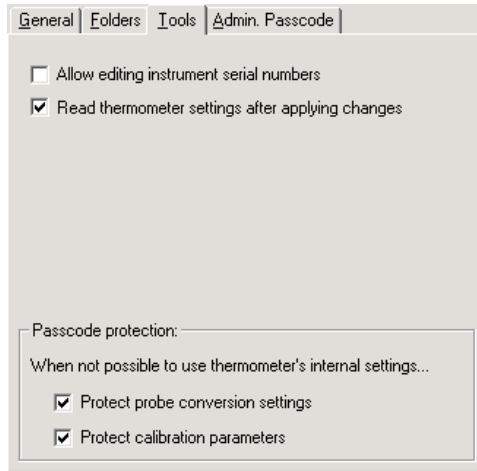 General Folders Tools Admin. Passcode
Allow editing instrument serial numbers
Read thermometer settings after applying changes
Passcode protection:
When not possible to use thermometer's internal settings...
Protect probe conversion settings
Protect calibration parameters